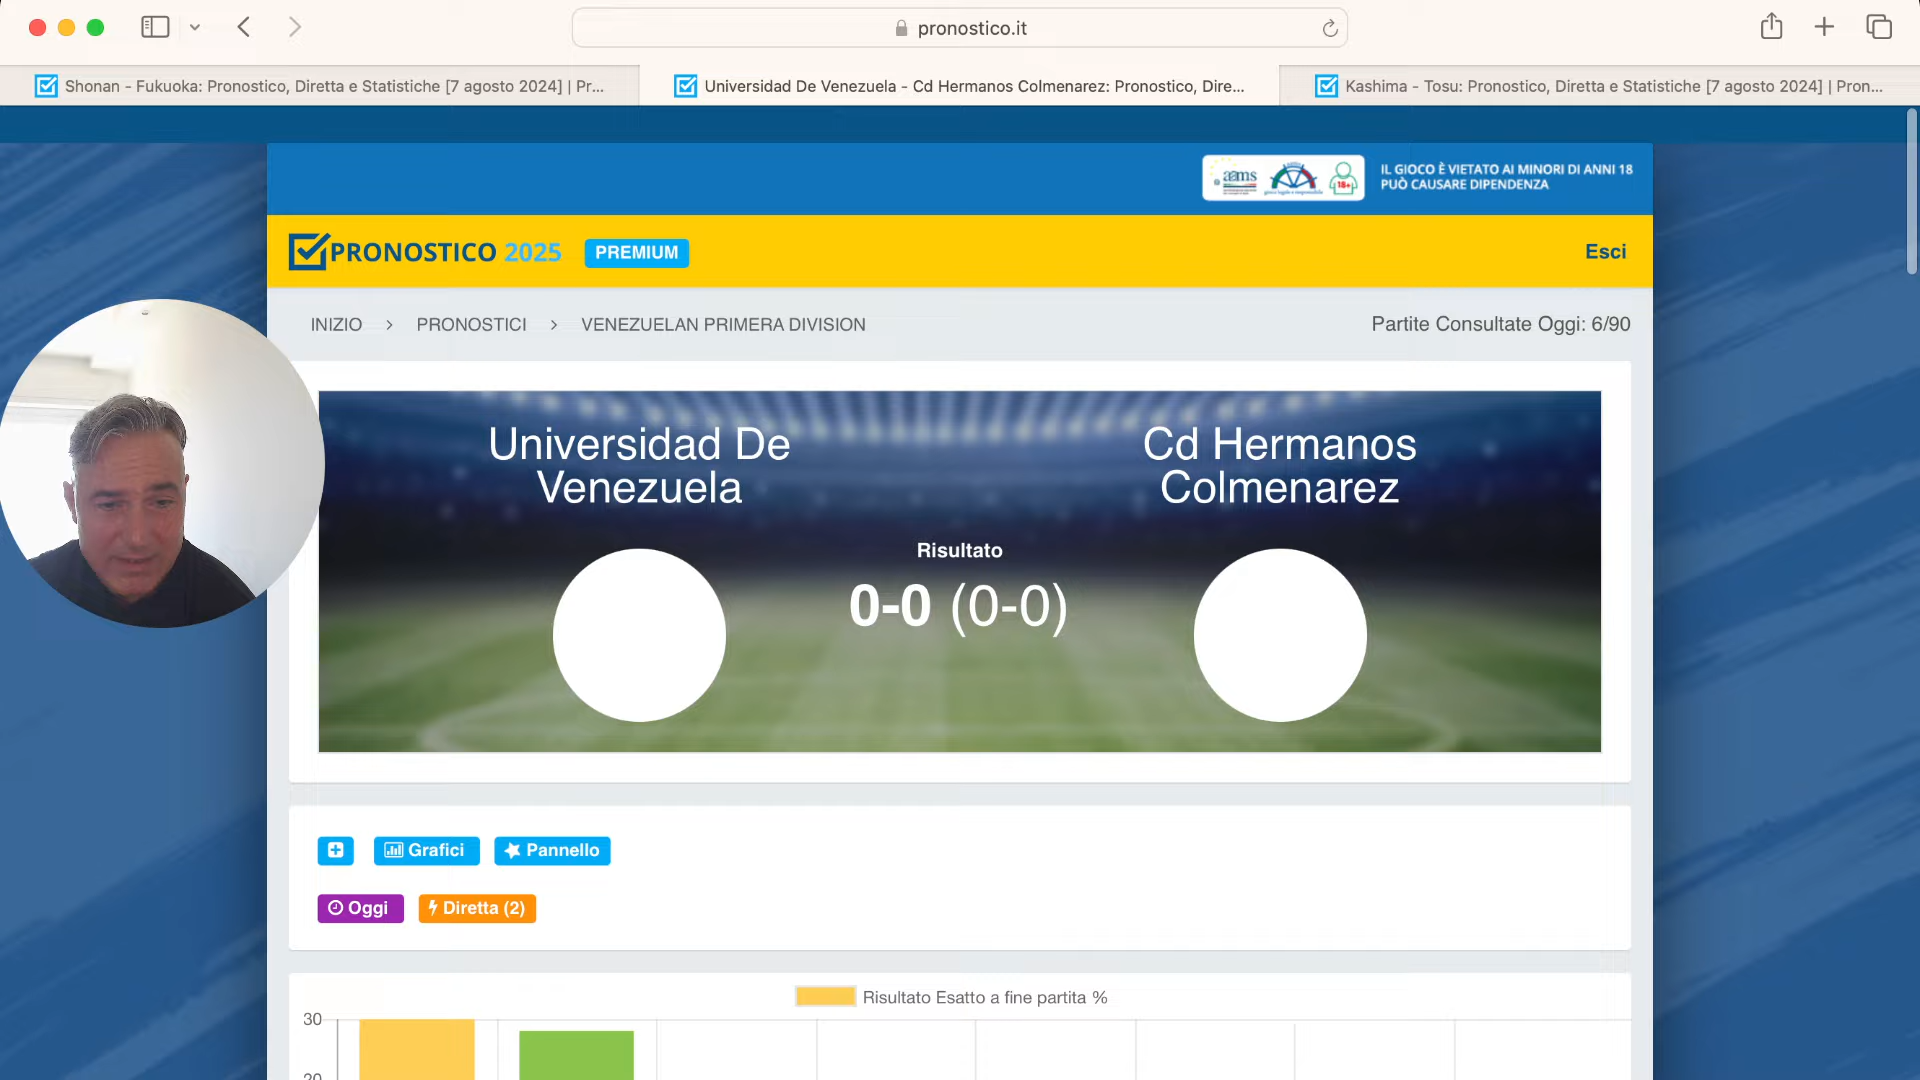 pronostico.it
Shonan - Fukuoka: Pronostico, Diretta e Statistiche [7 agosto 2024] | Pr...
Universidad De Venezuela - Cd Hermanos Colmenarez: Pronostico, Dire...
Kashima - Tosu: Pronostico, Diretta e Statistiche [7 agosto 2024] | Pron...
aams
18+
IL GIOCO È VIETATO AI MINORI DI ANNI 18
PUÒ CAUSARE DIPENDENZA
PRONOSTICO 2025
PREMIUM
Esci
INIZIO > PRONOSTICI > VENEZUELAN PRIMERA DIVISION
Partite Consultate Oggi: 6/90
Universidad De
Venezuela
Cd Hermanos
Colmenarez
Risultato
0-0 (0-0)
Grafici
Pannello
Oggi
Diretta (2)
Risultato Esatto a fine partita %
30
20